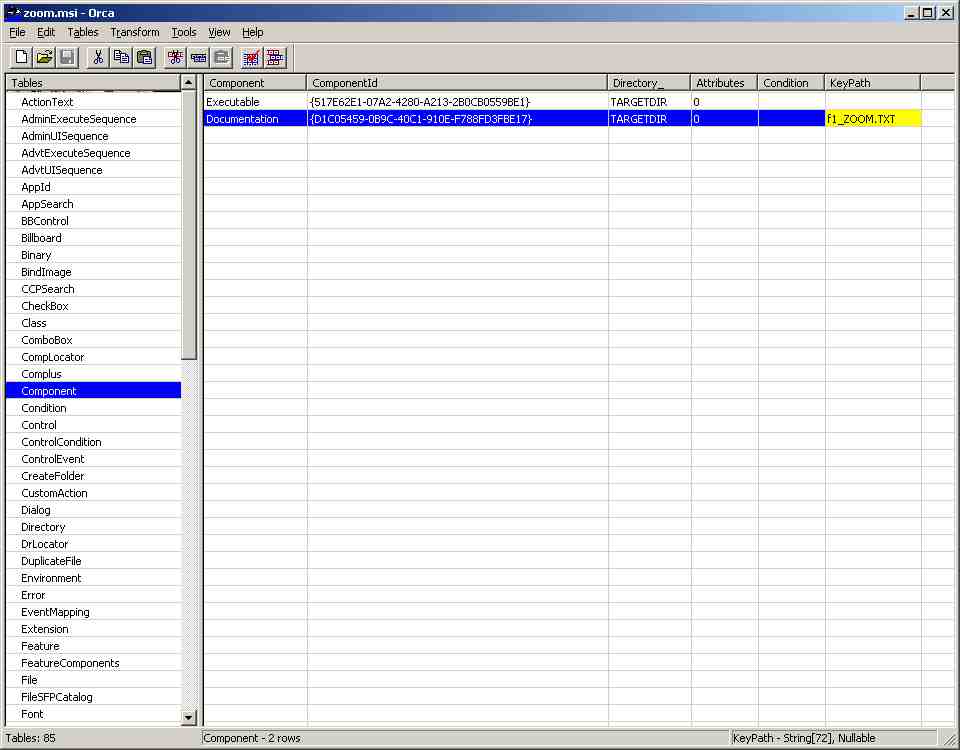 zoom.msi - Orca
File Edit Tables Transform Tools View Help
Tables
ActionText
AdminExecuteSequence
AdminUISequence
AdvtExecuteSequence
AdvtUISequence
AppId
AppSearch
BBControl
Billboard
Binary
BindImage
CCPSearch
CheckBox
Class
ComboBox
CompLocator
Complus
Component
Condition
Control
ControlCondition
ControlEvent
CreateFolder
CustomAction
Dialog
Directory
DrLocator
DuplicateFile
Environment
Error
EventMapping
Extension
Feature
FeatureComponents
File
FileSFPCatalog
Font
Component ComponentId Directory_ Attributes Condition KeyPath
Executable {517E62E1-07A2-4280-A213-2B0CB0559BE1} TARGETDIR 0
Documentation {D1C05459-0B9C-40C1-910E-F788FD3FBE17} TARGETDIR 0 f1_ZOOM.TXT
Tables: 85 Component - 2 rows KeyPath - String[72], Nullable